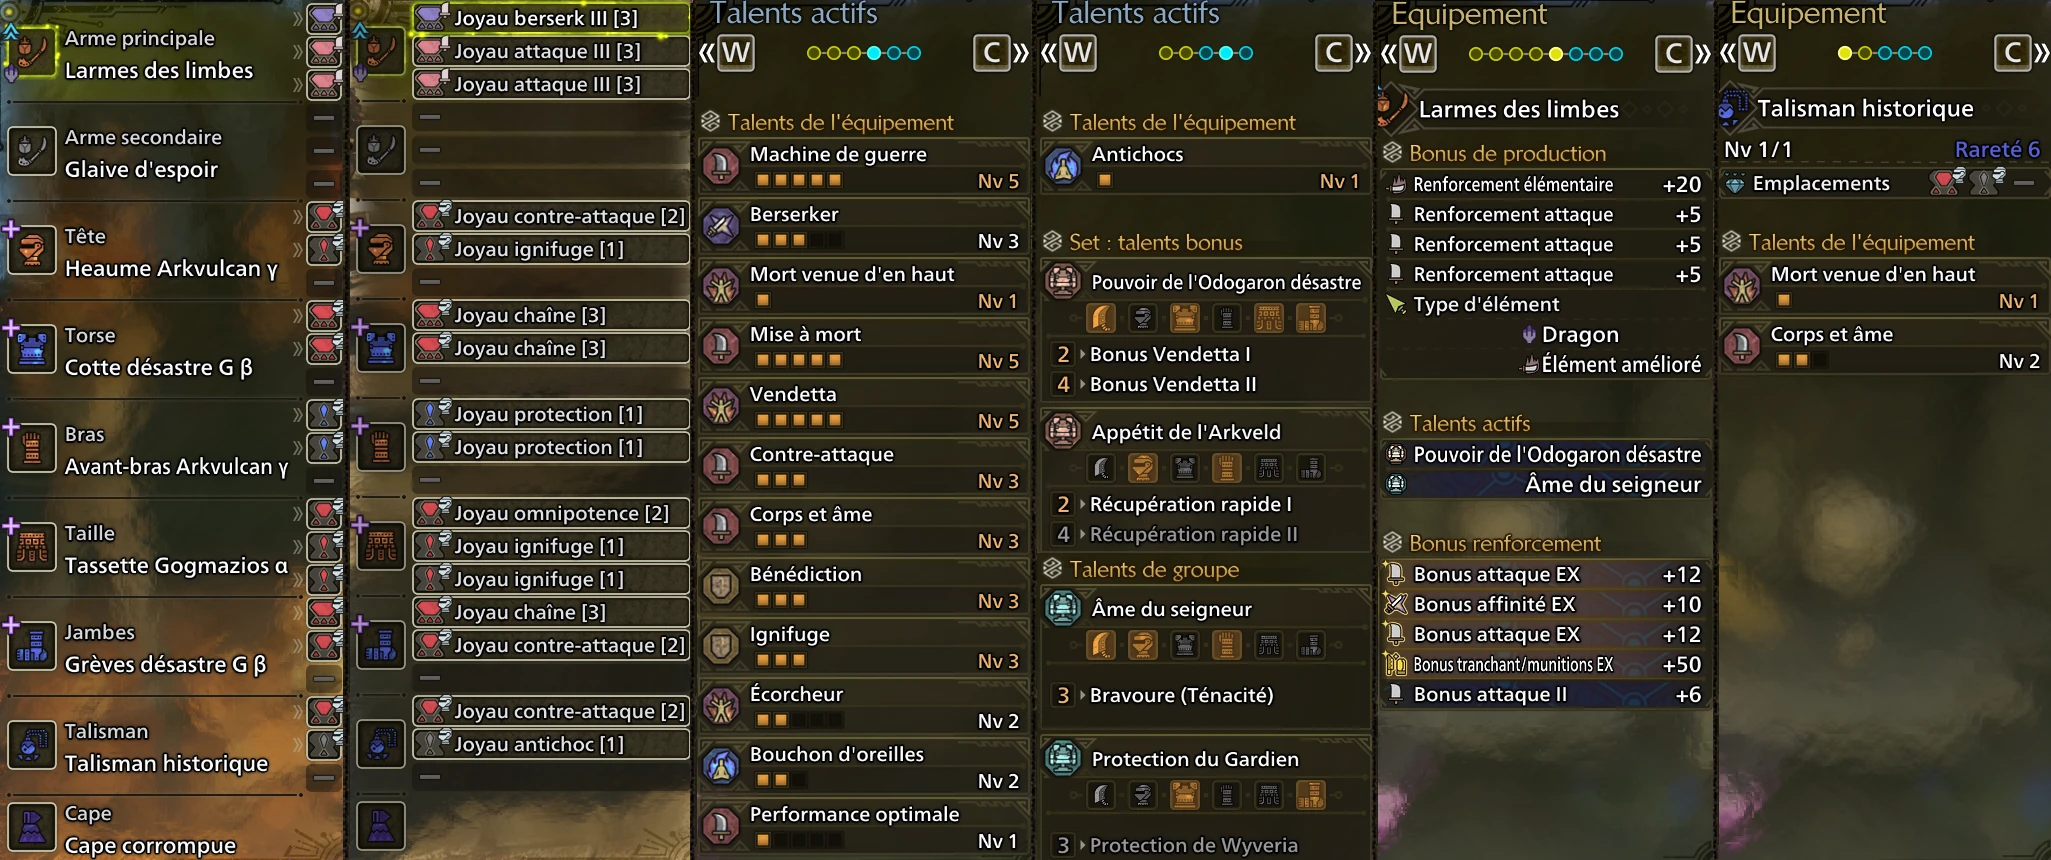 Arme principale
Larmes des limbes
Arme secondaire
Glaive d'espoir
Tête
Heaume Arkvulcan γ
Torse
Cotte désastre G β
Bras
Avant-bras Arkvulcan γ
Taille
Tassette Gogmazios α
Jambes
Grèves désastre G β
Talisman
Talisman historique
Cape
Cape corrompue
Joyau berserk III [3]
Joyau attaque III [3]
Joyau attaque III [3]
Joyau contre-attaque [2]
Joyau ignifuge [1]
Joyau chaîne [3]
Joyau chaîne [3]
Joyau protection [1]
Joyau protection [1]
Joyau omnipotence [2]
Joyau ignifuge [1]
Joyau ignifuge [1]
Joyau chaîne [3]
Joyau contre-attaque [2]
Joyau contre-attaque [2]
Joyau antichoc [1]
Talents actifs
W C
Talents de l'équipement
Machine de guerre
Nv 5
Berserker
Nv 3
Mort venue d'en haut
Nv 1
Mise à mort
Nv 5
Vendetta
Nv 5
Contre-attaque
Nv 3
Corps et âme
Nv 3
Bénédiction
Nv 3
Ignifuge
Nv 3
Écorcheur
Nv 2
Bouchon d'oreilles
Nv 2
Performance optimale
Nv 1
Talents actifs
W C
Talents de l'équipement
Antichocs
Nv 1
Set : talents bonus
Pouvoir de l'Odogaron désastre
2 Bonus Vendetta I
4 Bonus Vendetta II
Appétit de l'Arkveld
2 Récupération rapide I
4 Récupération rapide II
Talents de groupe
Âme du seigneur
3 Bravoure (Ténacité)
Protection du Gardien
3 Protection de Wyveria
Equipement
W C
Larmes des limbes
Bonus de production
Renforcement élémentaire +20
Renforcement attaque +5
Renforcement attaque +5
Renforcement attaque +5
Type d'élément
Dragon
Élément amélioré
Talents actifs
Pouvoir de l'Odogaron désastre
Âme du seigneur
Bonus renforcement
Bonus attaque EX +12
Bonus affinité EX +10
Bonus attaque EX +12
Bonus tranchant/munitions EX +50
Bonus attaque II +6
Equipement
W C
Talisman historique
Nv 1/1 Rareté 6
Emplacements
Talents de l'équipement
Mort venue d'en haut
Nv 1
Corps et âme
Nv 2